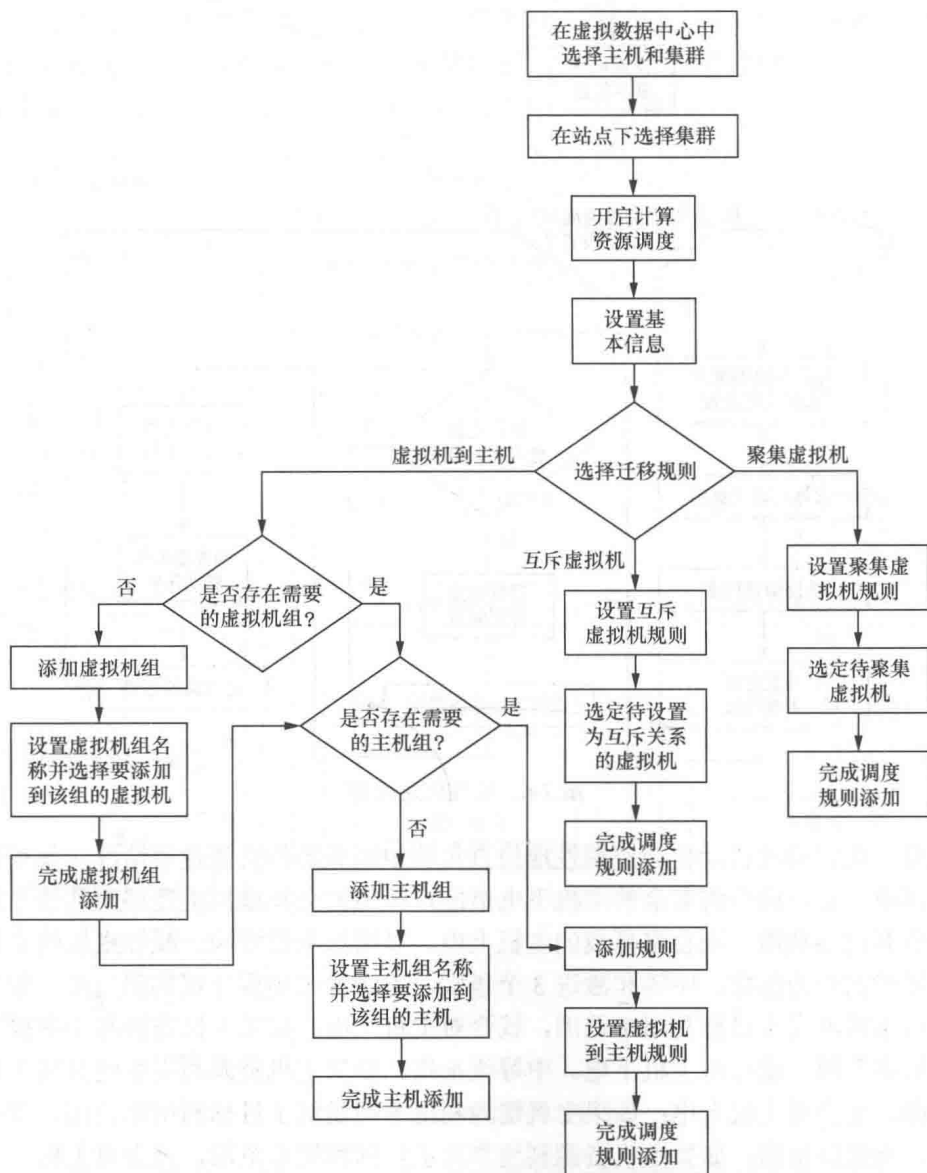 在虚拟数据中心中
选择主机和集群
在站点下选择集群
开启计算
资源调度
设置基
本信息
选择迁移规则
虚拟机到主机
聚集虚拟机
互斥虚拟机
是否存在需要
的虚拟机组?
否
是
添加虚拟机组
设置虚拟机组名
称并选择要添加
到该组的虚拟机
完成虚拟机组
添加
是否存在需要
的主机组?
是
否
添加主机组
设置主机组名称
并选择要添加到
该组的主机
完成主机添加
添加规则
设置虚拟机
到主机规则
完成调度
规则添加
设置互斥
虚拟机规则
选定待设置
为互斥关系
的虚拟机
完成调度
规则添加
设置聚集虚
拟机规则
选定待聚集
虚拟机
完成调度
规则添加